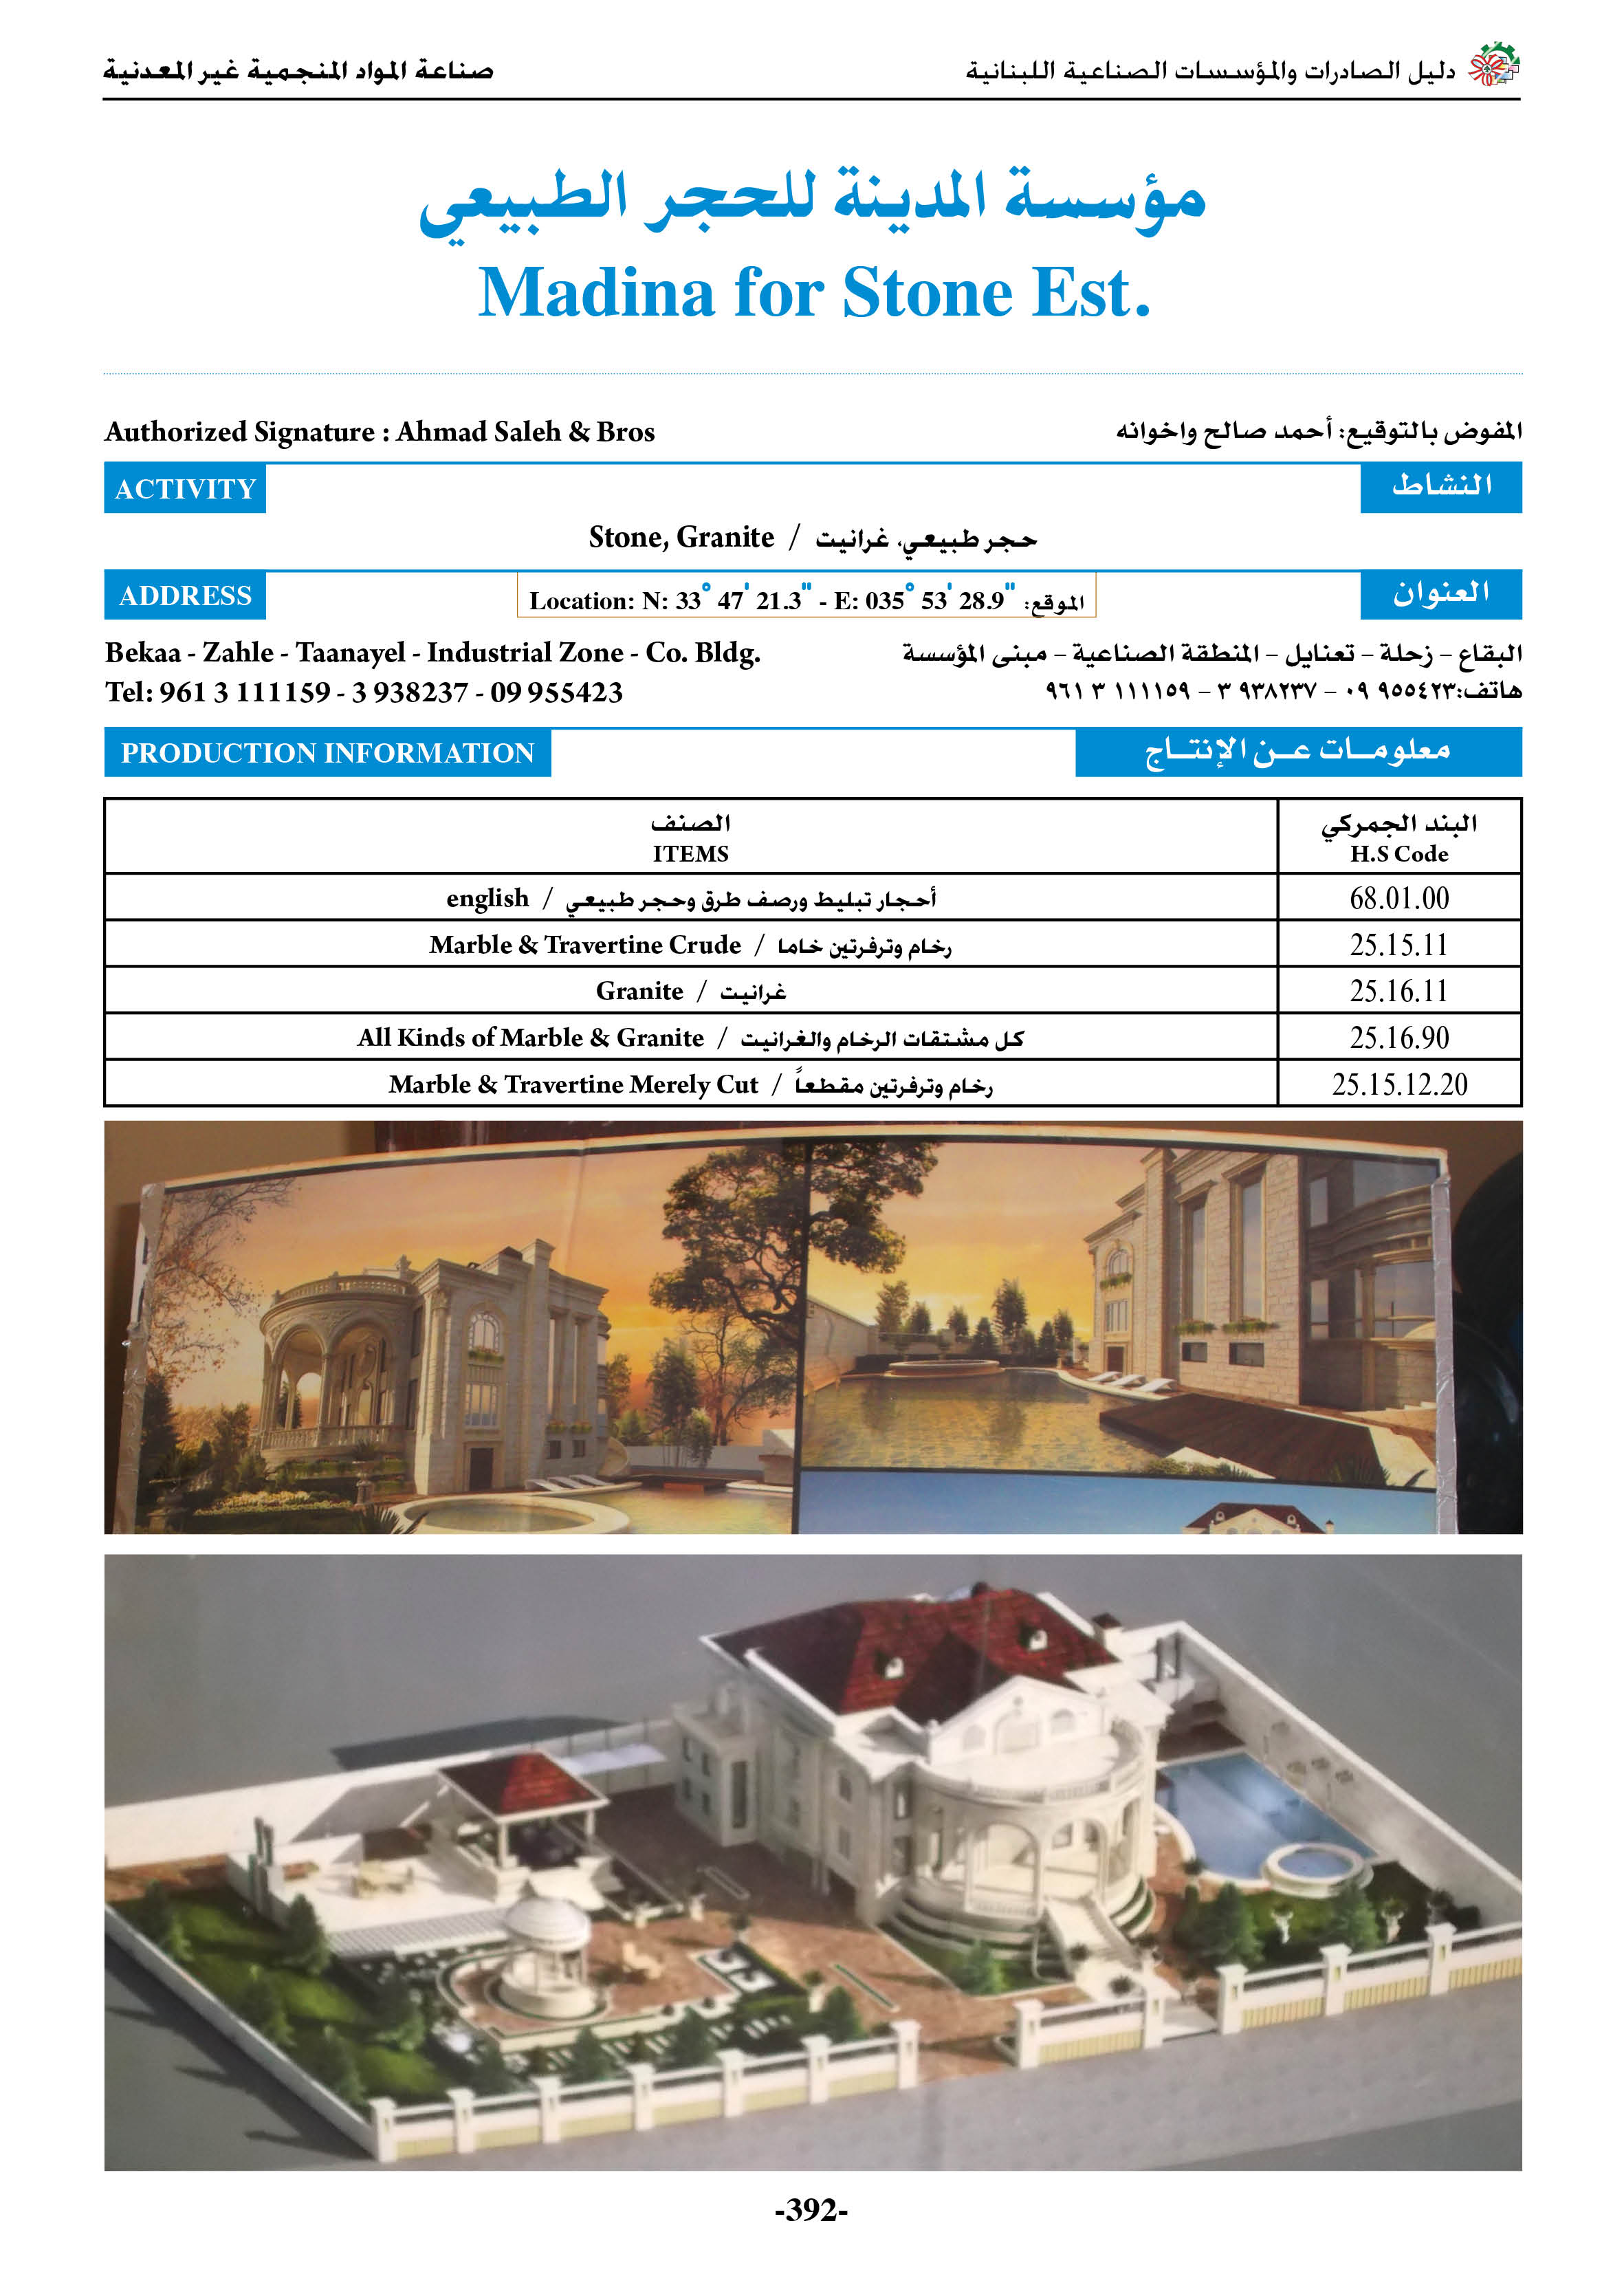 دليل الصادرات والمؤسسات الصناعية اللبنانية
صناعة المواد المنجمية غير المعدنية
مؤسسة المدينة للحجر الطبيعي
Madina for Stone Est.
Authorized Signature : Ahmad Saleh & Bros
المفوض بالتوقيع: أحمد صالح واخوانه
ACTIVITY
النشاط
Stone, Granite / حجر طبيعي، غرانيت
ADDRESS
Location: N: 33° 47' 21.3" - E: 035° 53' 28.9" :الموقع
العنوان
Bekaa - Zahle - Taanayel - Industrial Zone - Co. Bldg.
البقاع - زحلة - تعنايل - المنطقة الصناعية - مبنى المؤسسة
Tel: 961 3 111159 - 3 938237 - 09 955423
هاتف: ٩٦١ ٣ ١١١١٥٩ - ٣ ٩٣٨٢٣٧ - ٠٩ ٩٥٥٤٢٣
PRODUCTION INFORMATION
معلومــات عــن الإنتــاج
الصنف
ITEMS
البند الجمركي
H.S Code
english / أحجار تبليط ورصف طرق وحجر طبيعي
68.01.00
Marble & Travertine Crude / رخام وترفرتين خاما
25.15.11
Granite / غرانيت
25.16.11
All Kinds of Marble & Granite / كل مشتقات الرخام والغرانيت
25.16.90
Marble & Travertine Merely Cut / رخام وترفرتين مقطعاً
25.15.12.20
-392-